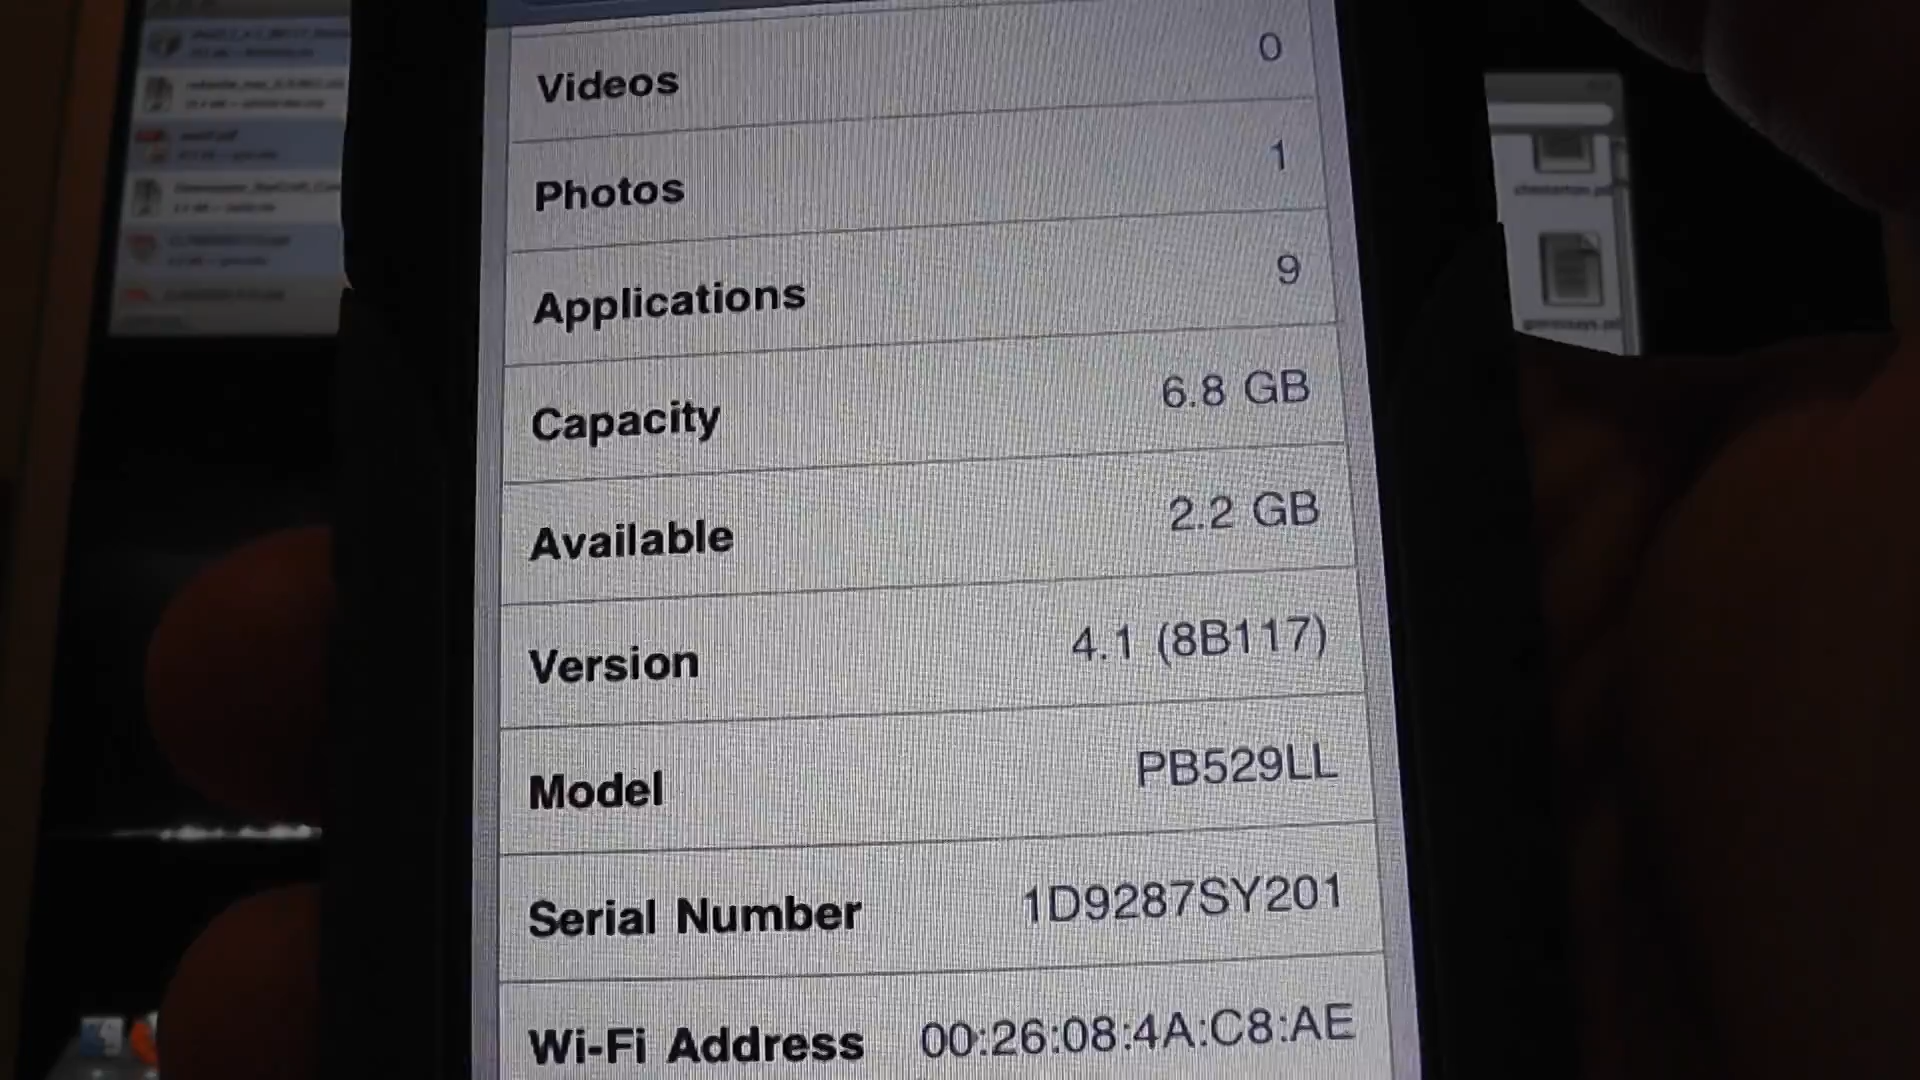 Videos 0
Photos 1
Applications 9
Capacity 6.8 GB
Available 2.2 GB
Version 4.1 (8B117)
Model PB529LL
Serial Number 1D9287SY201
Wi-Fi Address 00:26:08:4A:C8:AE